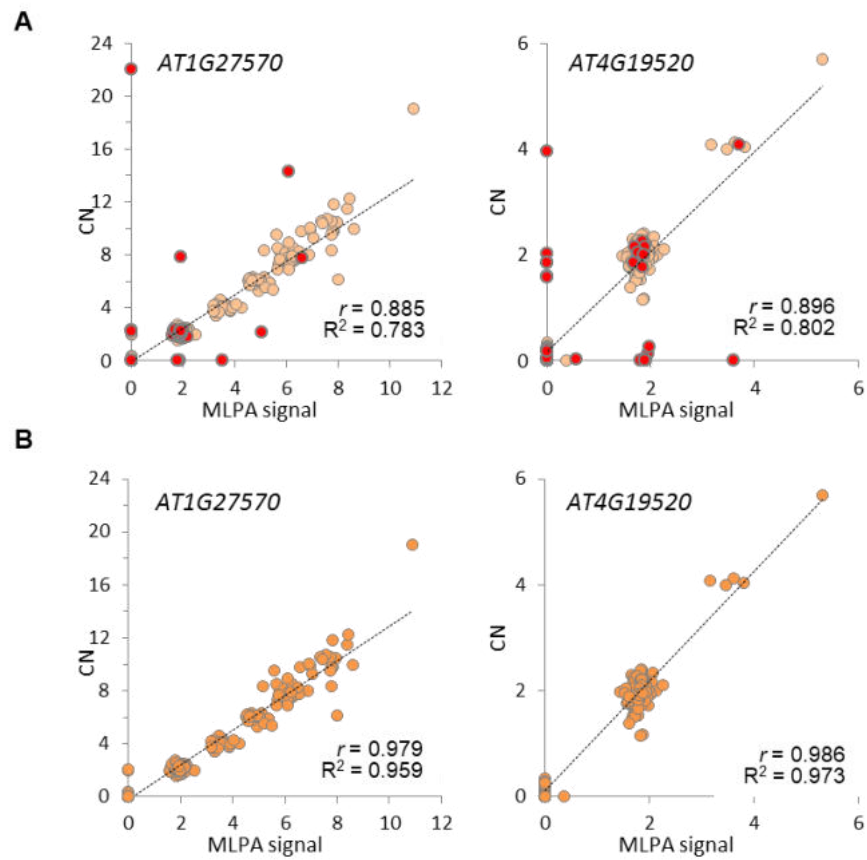 A
AT1G27570
24
20
16
12
8
4
0
CN
0 2 4 6 8 10 12
MLPA signal
r = 0.885
R² = 0.783
AT4G19520
6
4
2
0
CN
0 2 4 6
MLPA signal
r = 0.896
R² = 0.802
B
AT1G27570
24
20
16
12
8
4
0
CN
0 2 4 6 8 10 12
MLPA signal
r = 0.979
R² = 0.959
AT4G19520
6
4
2
0
CN
0 2 4 6
MLPA signal
r = 0.986
R² = 0.973